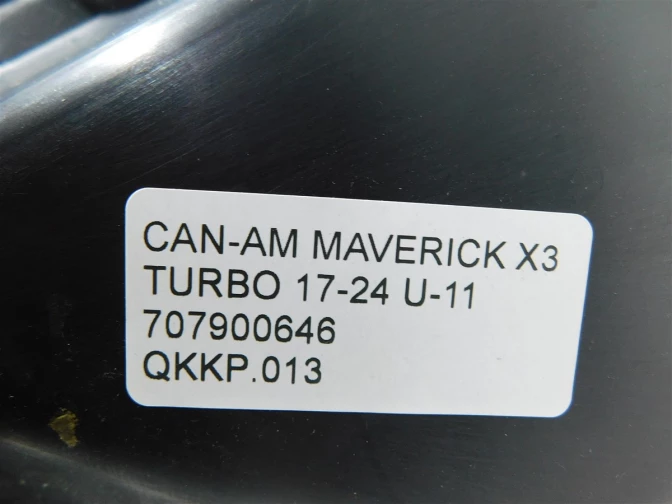 CAN-AM MAVERICK X3
TURBO 17-24 U-11
707900646
QKKP.013